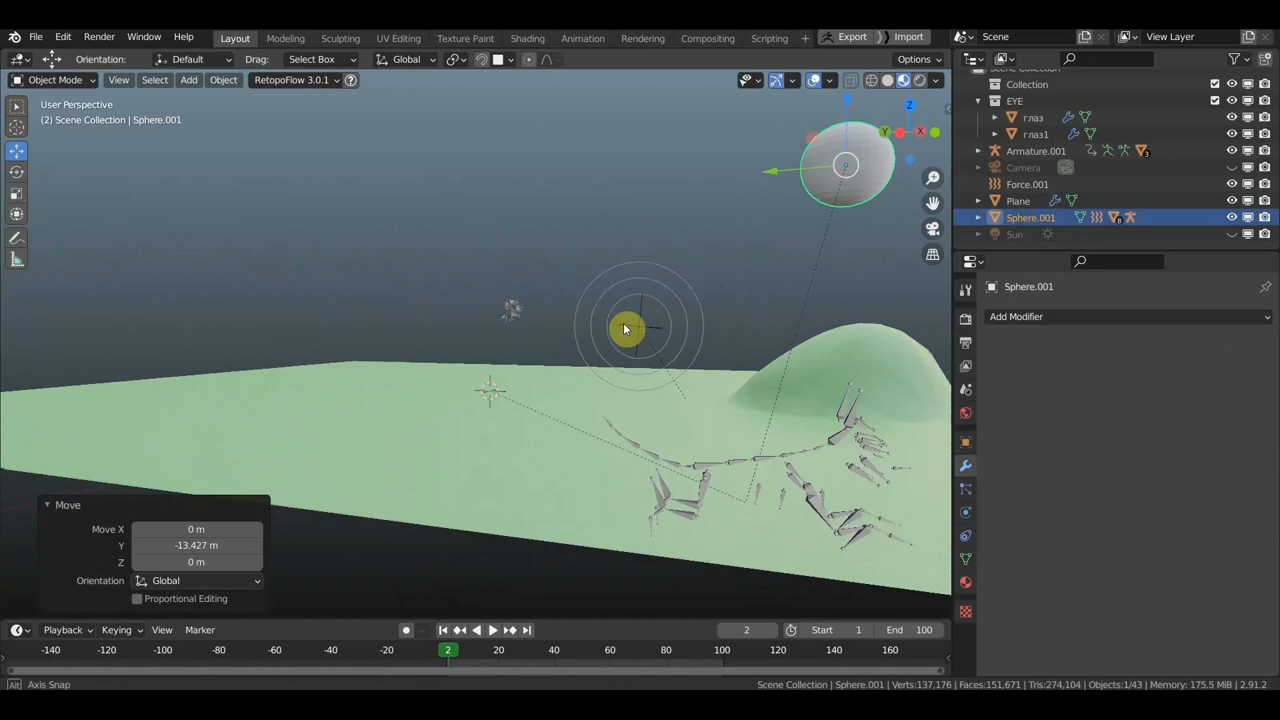 File Edit Render Window Help Layout Modeling Sculpting UV Editing Texture Paint Shading Animation Rendering Compositing Scripting + Export Import Scene View Layer
Orientation: Default Drag: Select Box Global Options
Object Mode View Select Add Object RetopoFlow 3.0.1
User Perspective
(2) Scene Collection | Sphere.001
Z
Y
X
Collection
EYE
глаз
глаз1
Armature.001
3
Camera
Force.001
Plane
Sphere.001
Sun
Sphere.001
Add Modifier
Move
Move X 0 m
Y -13.427 m
Z 0 m
Orientation Global
Proportional Editing
Playback Keying View Marker 2 Start 1 End 100
-140 -120 -100 -80 -60 -40 -20 2 20 40 60 80 100 120 140 160
Alt Axis Snap Scene Collection | Sphere.001 | Verts:137,176 | Faces:151,671 | Tris:274,104 | Objects:1/43 | Memory: 175.5 MiB | 2.91.2